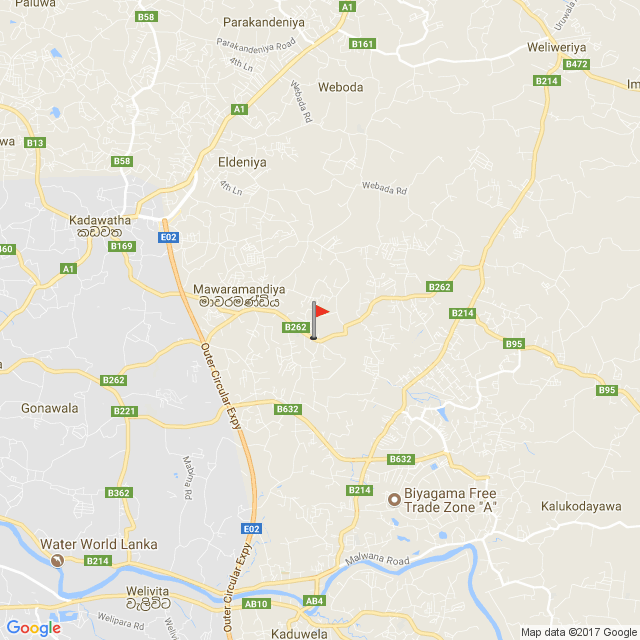 Paluwa
B58
A1
Parakandeniya
Parakandeniya Road
B161
Uruwala
Weliweriya
4th Ln
Webada Rd
Weboda
B472
B214
Im
A1
wa
B13
B58
Eldeniya
4th Ln
Webada Rd
Kadawatha
කඩවත
E02
B169
460
A1
Mawaramandiya
මාවරමණ්ඩිය
B262
B262
B214
B95
Outer Circular Expy
B262
B221
B632
B95
Gonawala
B632
Mabima Rd
B362
B214
Biyagama Free
Trade Zone "A"
Kalukodayawa
E02
Water World Lanka
B214
Malwana Road
Welivita
වැලිවිට
Outer Circular Expy
AB10
AB4
Welipara Rd
Welivita
Kaduwela
Google
Map data ©2017 Google